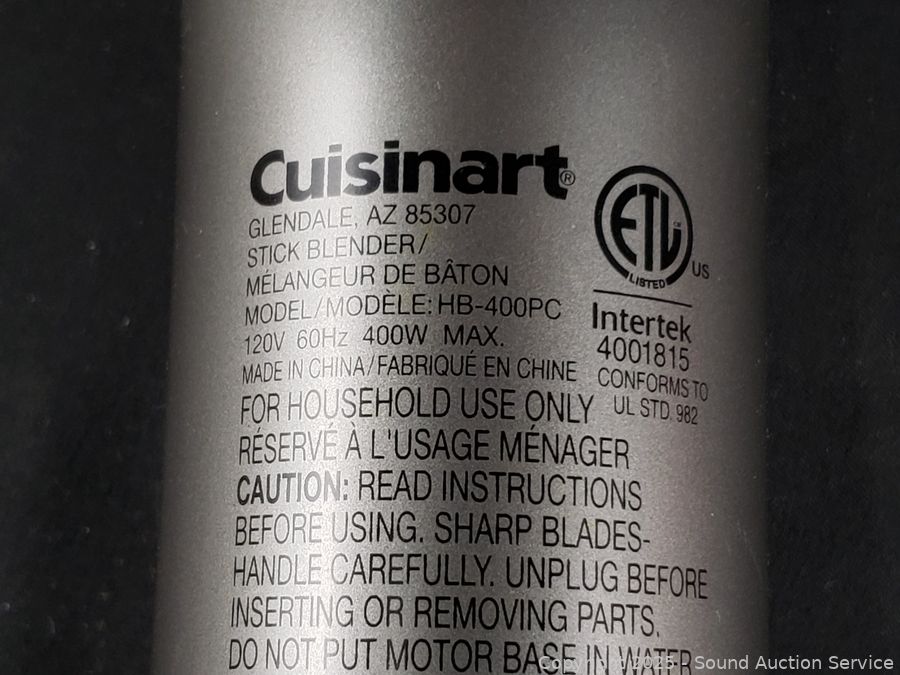 Cuisinart®
GLENDALE, AZ 85307
STICK BLENDER/
MÉLANGEUR DE BÂTON
MODEL/MODÈLE: HB-400PC
120V 60Hz 400W MAX.
MADE IN CHINA/FABRIQUÉ EN CHINE
FOR HOUSEHOLD USE ONLY
RÉSERVÉ À L'USAGE MÉNAGER
CAUTION: READ INSTRUCTIONS
BEFORE USING. SHARP BLADES-
HANDLE CAREFULLY. UNPLUG BEFORE
INSERTING OR REMOVING PARTS.
DO NOT PUT MOTOR BASE IN WATER
ETL
LISTED
US
Intertek
4001815
CONFORMS TO
UL STD. 982
Copyright 2025 - Sound Auction Service